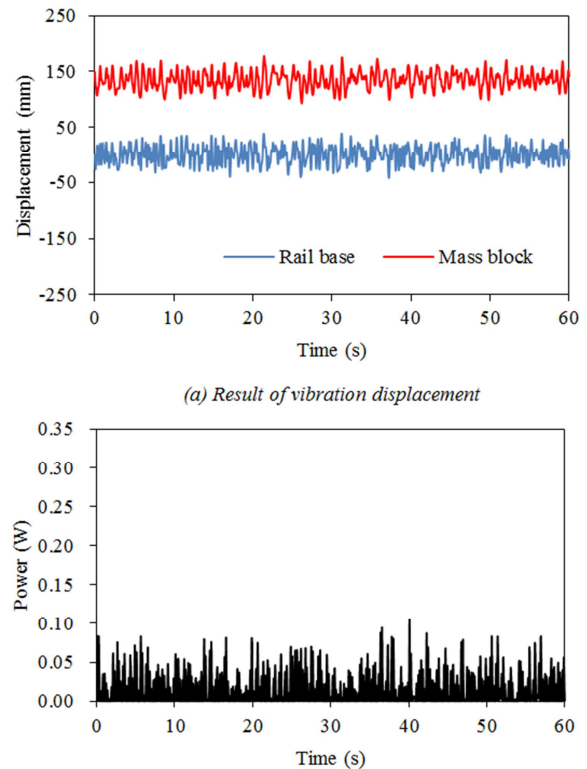 250
150
50
-50
-150
-250
Displacement (mm)
Rail base
Mass block
0 10 20 30 40 50 60
Time (s)
(a) Result of vibration displacement
0.35
0.30
0.25
0.20
0.15
0.10
0.05
0.00
Power (W)
0 10 20 30 40 50 60
Time (s)